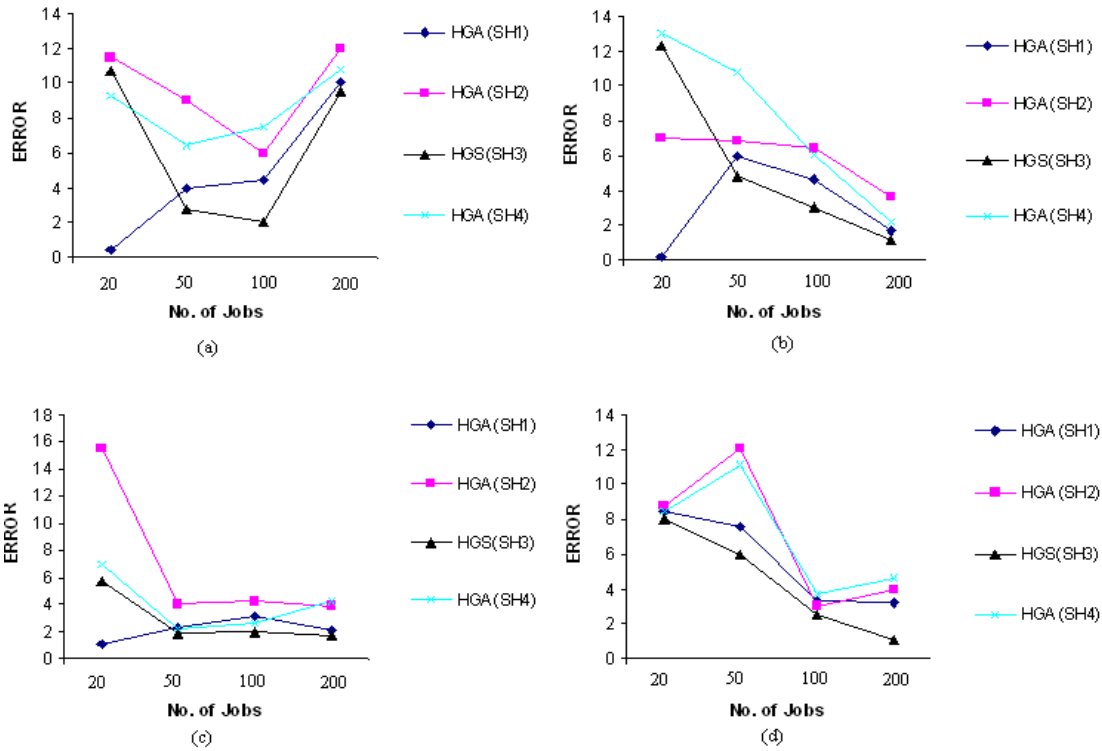 14
12
10
8
6
4
2
0
ERROR
20 50 100 200
No. of Jobs
HGA(SH1)
HGA(SH2)
HGS(SH3)
HGA(SH4)
(a)
14
12
10
8
6
4
2
0
ERROR
20 50 100 200
No. of Jobs
HGA(SH1)
HGA(SH2)
HGS(SH3)
HGA(SH4)
(b)
18
16
14
12
10
8
6
4
2
0
ERROR
20 50 100 200
No. of Jobs
HGA(SH1)
HGA(SH2)
HGS(SH3)
HGA(SH4)
(c)
14
12
10
8
6
4
2
0
ERROR
20 50 100 200
No. of Jobs
HGA(SH1)
HGA(SH2)
HGS(SH3)
HGA(SH4)
(d)